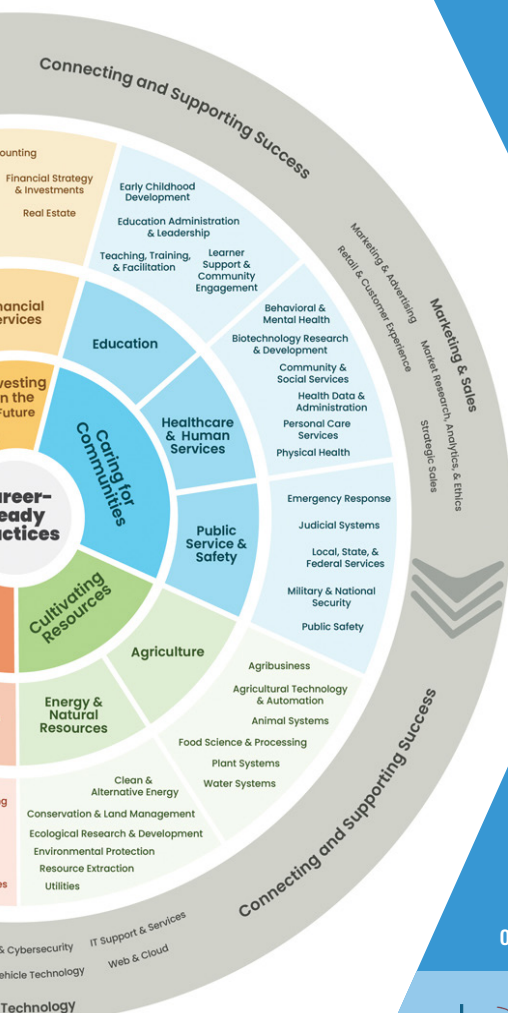 Connecting and Supporting Success
ounting
Financial Strategy
& Investments
Real Estate
Early Childhood
Development
Education Administration
& Leadership
Teaching, Training,
& Facilitation
Learner
Support &
Community
Engagement
Marketing & Advertising
Retail & Customer Experience
Marketing & Sales
Market Research, Analytics, & Ethics
Strategic Sales
nancial
ervices
Education
Behavioral &
Mental Health
Biotechnology Research
& Development
Community &
Social Services
Health Data &
Administration
Personal Care
Services
Physical Health
vesting
n the
Future
Caring for
Communities
Healthcare
& Human
Services
areer-
eady
actices
Public
Service &
Safety
Emergency Response
Judicial Systems
Local, State, &
Federal Services
Military & National
Security
Public Safety
Cultivating
Resources
Agriculture
Agribusiness
Agricultural Technology
& Automation
Animal Systems
Food Science & Processing
Plant Systems
Water Systems
Energy &
Natural
Resources
Clean &
Alternative Energy
Conservation & Land Management
Ecological Research & Development
Environmental Protection
Resource Extraction
Utilities
g
es
Connecting and Supporting Success
& Cybersecurity
IT Support & Services
ehicle Technology
Web & Cloud
Technology
0